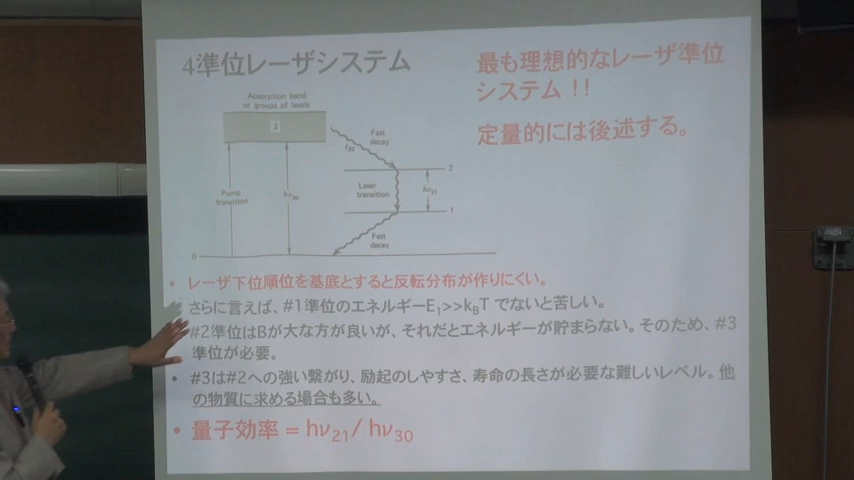 4準位レーザシステム
最も理想的なレーザ準位
システム!!
定量的には後述する。
Absorption band
or groups of levels
3
Fast
decay
2
Pump
transition
Laser
transition
hν21
1
Fast
decay
0
• レーザ下位順位を基底とすると反転分布が作りにくい。
さらに言えば、#1準位のエネルギーE1>>kBT でないと苦しい。
#2準位はBが大な方が良いが、それだとエネルギーが貯まらない。そのため、#3
準位が必要。
• #3は#2への強い繋がり、励起のしやすさ、寿命の長さが必要な難しいレベル。他
の物質に求める場合も多い。
• 量子効率 = hν21/ hν30